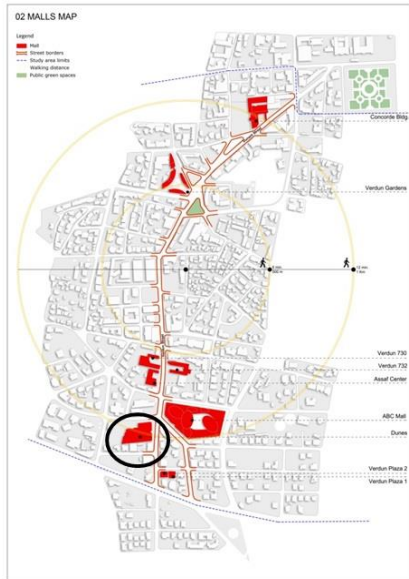 02 MALLS MAP
Legend
Mall
Street borders
Study area limits
Walking distance
Public green spaces
Concorde Bldg
Verdun Gardens
Verdun 730
Verdun 732
Assaf Center
ABC Mall
Dunes
Verdun Plaza 2
Verdun Plaza 1